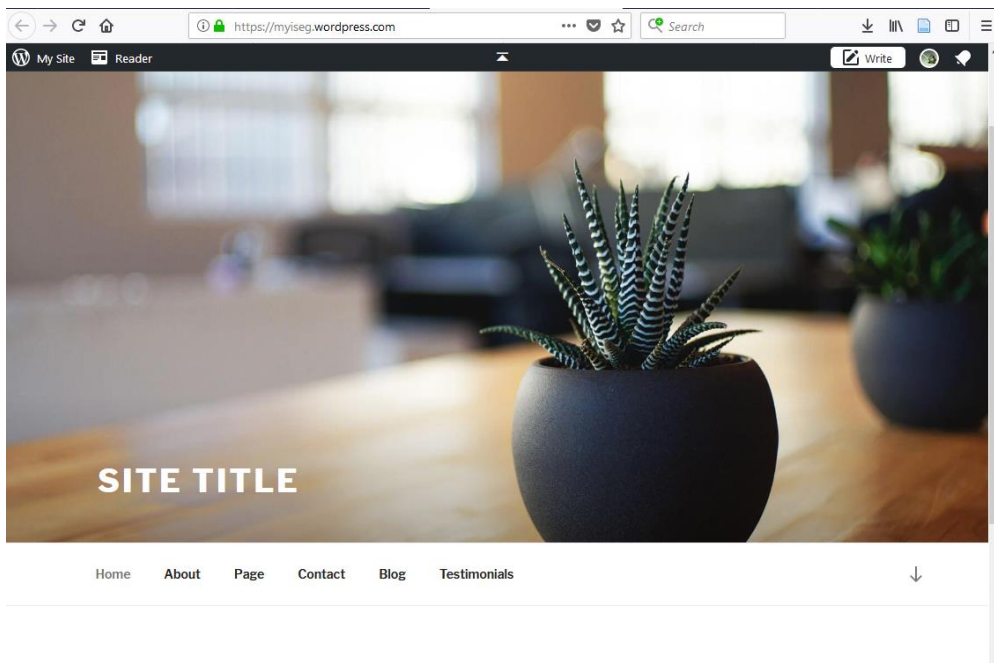 https://myiseg.wordpress.com
Search
My Site
Reader
Write
SITE TITLE
Home About Page Contact Blog Testimonials